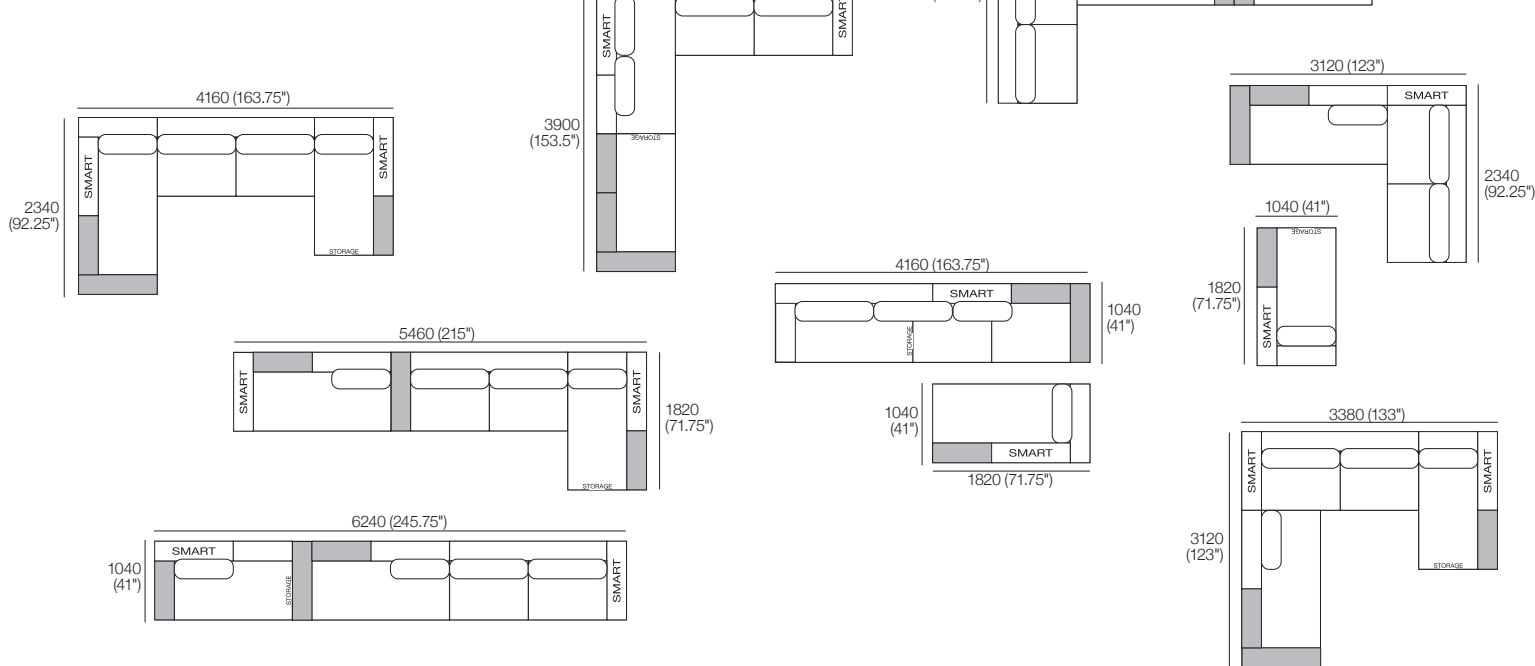 4160 (163.75")
2340
(92.25")
SMART
SMART
STORAGE
SMART
SMART
3900
(153.5")
STORAGE
3120 (123")
SMART
2340
(92.25")
1040 (41")
STORAGE
1820
(71.75")
SMART
4160 (163.75")
SMART
STORAGE
1040
(41")
1040
(41")
SMART
1820 (71.75")
5460 (215")
SMART
SMART
1820
(71.75")
STORAGE
6240 (245.75")
SMART
1040
(41")
STORAGE
SMART
3380 (133")
SMART
SMART
3120
(123")
STORAGE